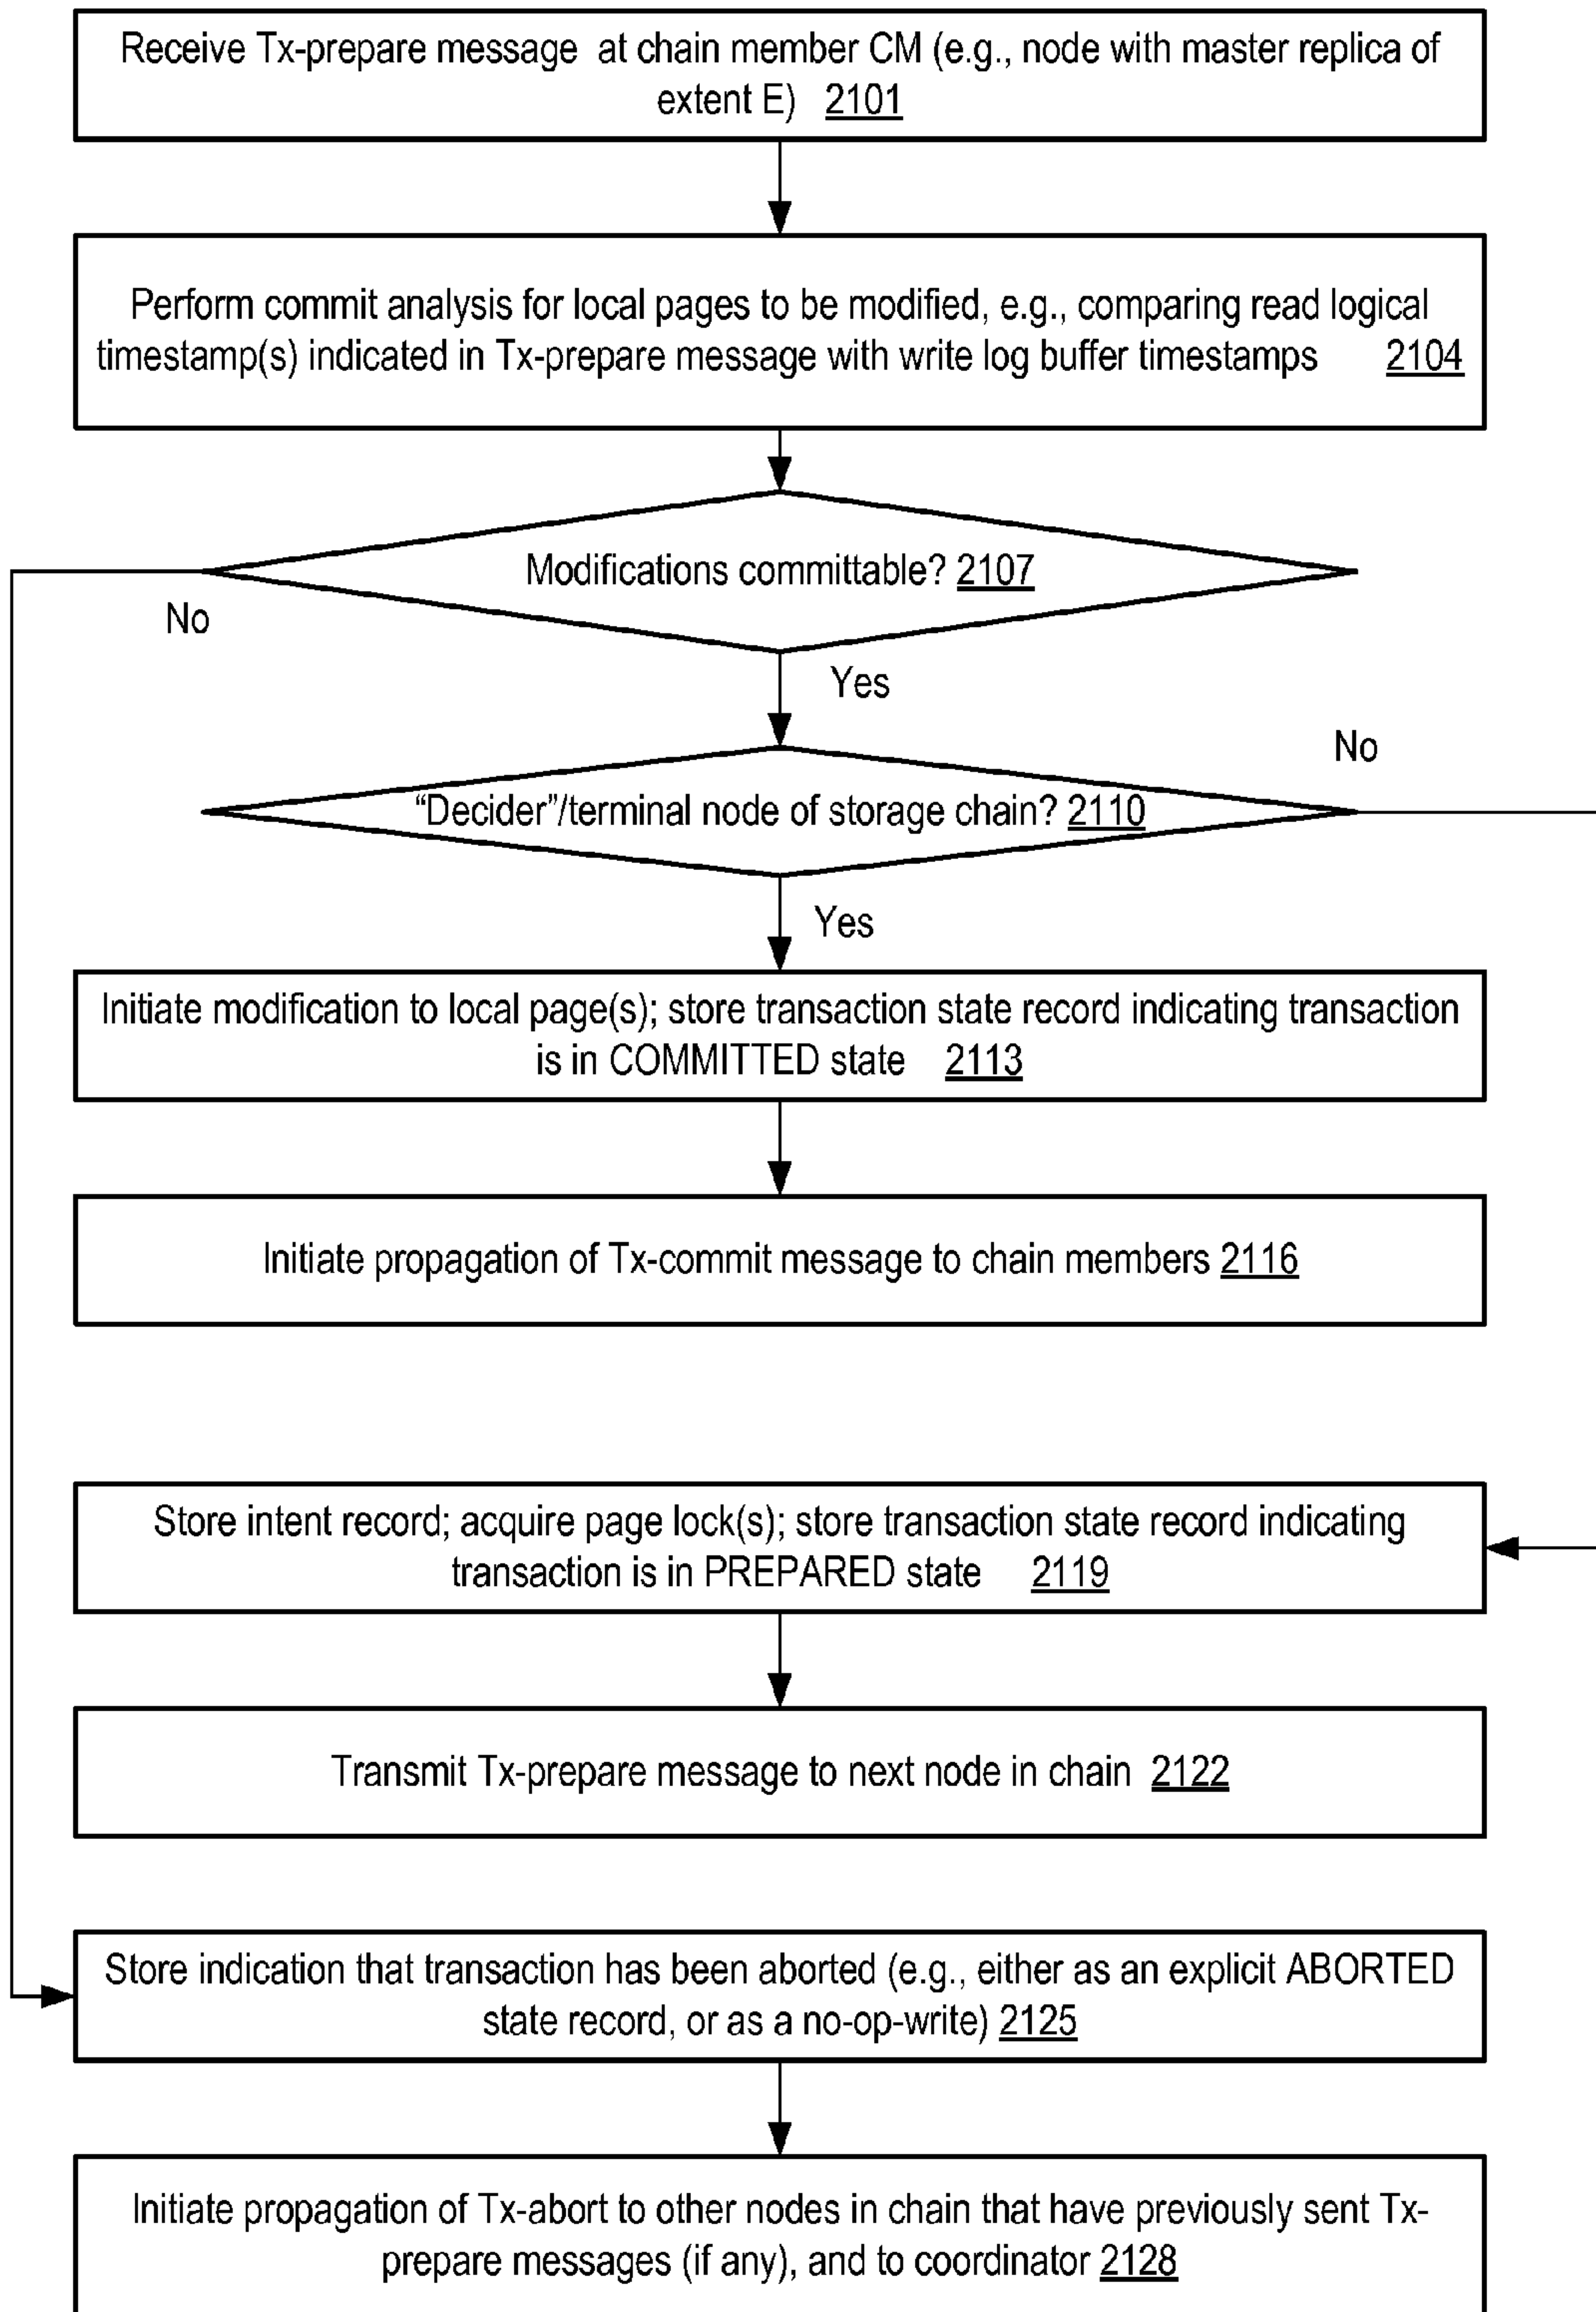 Receive Tx-prepare message at chain member CM (e.g., node with master replica of
extent E) 2101
Perform commit analysis for local pages to be modified, e.g., comparing read logical
timestamp(s) indicated in Tx-prepare message with write log buffer timestamps 2104
Modifications committable? 2107
No
Yes
No
“Decider”/terminal node of storage chain? 2110
Yes
Initiate modification to local page(s); store transaction state record indicating transaction
is in COMMITTED state 2113
Initiate propagation of Tx-commit message to chain members 2116
Store intent record; acquire page lock(s); store transaction state record indicating
transaction is in PREPARED state 2119
Transmit Tx-prepare message to next node in chain 2122
Store indication that transaction has been aborted (e.g., either as an explicit ABORTED
state record, or as a no-op-write) 2125
Initiate propagation of Tx-abort to other nodes in chain that have previously sent Tx-
prepare messages (if any), and to coordinator 2128